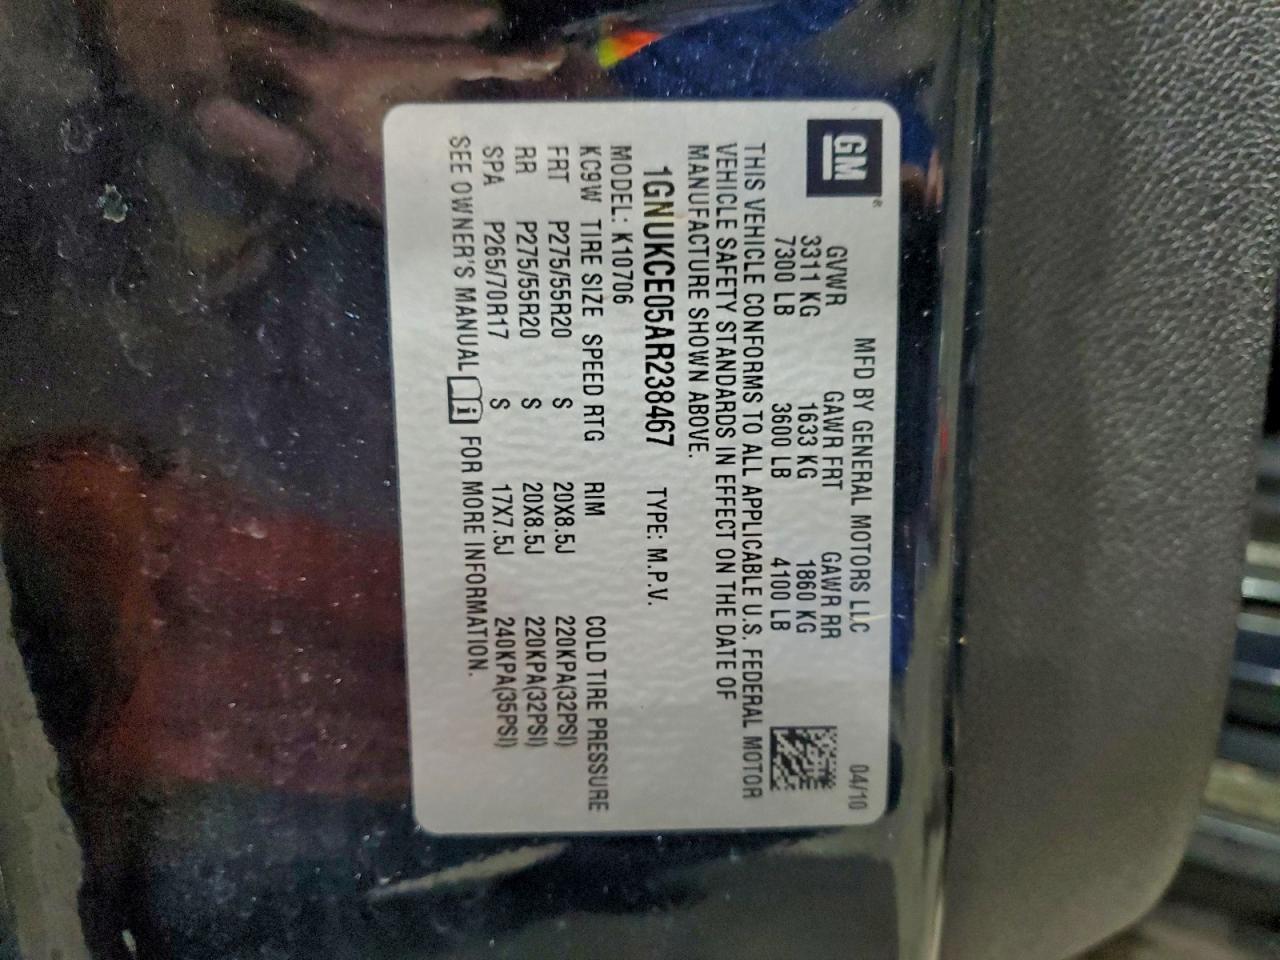 GM®
MFD BY GENERAL MOTORS LLC 04/10
GVWR GAWR FRT GAWR RR
3311 KG 1633 KG 1860 KG
7300 LB 3600 LB 4100 LB
THIS VEHICLE CONFORMS TO ALL APPLICABLE U.S. FEDERAL MOTOR
VEHICLE SAFETY STANDARDS IN EFFECT ON THE DATE OF
MANUFACTURE SHOWN ABOVE.
1GNUKCE05AR238467 TYPE: M.P.V.
MODEL: K10706
KC9W TIRE SIZE SPEED RTG RIM COLD TIRE PRESSURE
FRT P275/55R20 S 20X8.5J 220KPA(32PSI)
RR P275/55R20 S 20X8.5J 220KPA(32PSI)
SPA P265/70R17 S 17X7.5J 240KPA(35PSI)
SEE OWNER'S MANUAL i FOR MORE INFORMATION.